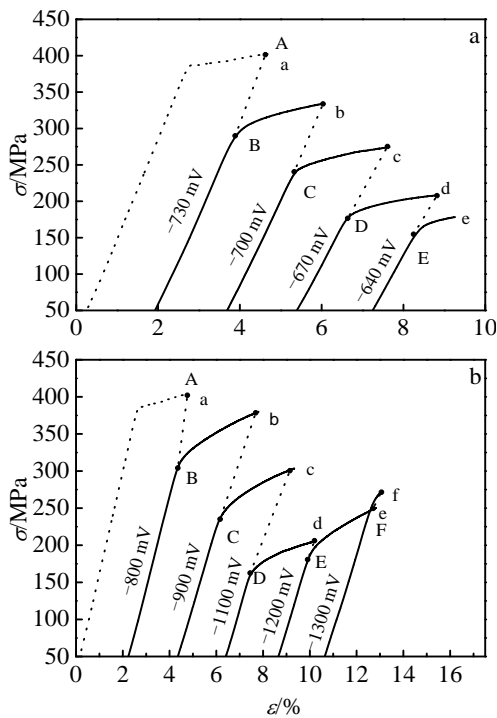 450
400
350
300
250
200
150
100
50
σ/MPa
a
A
a
B
b
C
c
D
d
E
e
−730 mV
−700 mV
−670 mV
−640 mV
0
2
4
6
8
10
450
400
350
300
250
200
150
100
50
σ/MPa
b
A
a
B
b
C
c
D
d
E
e
F
f
−800 mV
−900 mV
−1100 mV
−1200 mV
−1300 mV
0
2
4
6
8
10
12
14
16
ε/%